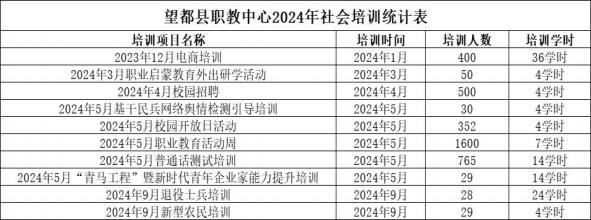 望都县职教中心2024年社会培训统计表
培训项目名称 培训时间 培训人数 培训学时
2023年12月电商培训 2024年1月 400 36学时
2024年3月职业启蒙教育外出研学活动 2024年3月 50 4学时
2024年4月校园招聘 2024年4月 500 4学时
2024年5月基干民兵网络舆情检测引导培训 2024年5月 30 4学时
2024年5月校园开放日活动 2024年5月 352 4学时
2024年5月职业教育活动周 2024年5月 1600 7学时
2024年5月普通话测试培训 2024年5月 765 14学时
2024年5月“青马工程”暨新时代青年企业家能力提升培训 2024年5月 29 14学时
2024年9月退役士兵培训 2024年9月 28 24学时
2024年9月新型农民培训 2024年9月 29 4学时